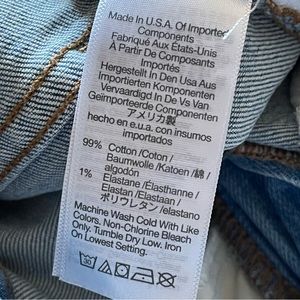 Made In U.S.A. Of Imported
Components
Fabriqué Aux États-Unis
À Partir De Composants
Importés
Hergestellt In Den Usa Aus
Importierten Komponenten
Vervaardigd In De Vs Van
Geïmporteerde Componenten
アメリカ製
hecho en e.u.a. con insumos
importados
99% Cotton /Coton /
Baumwolle /Katoen /綿 /
algodón
1% Elastane /Élasthanne /
Elastan /Elastaan /
ポリウレタン /elastano
Machine Wash Cold With Like
Colors. Non-Chlorine Bleach
Only. Tumble Dry Low. Iron
On Lowest Setting.